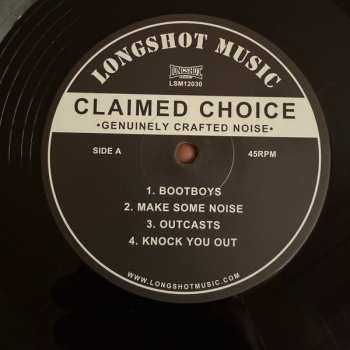 LONGSHOT MUSIC
LONGSHOT
LSM12030
CLAIMED CHOICE
•GENUINELY CRAFTED NOISE•
SIDE A
45RPM
1. BOOTBOYS
2. MAKE SOME NOISE
3. OUTCASTS
4. KNOCK YOU OUT
•WWW.LONGSHOTMUSIC.COM•